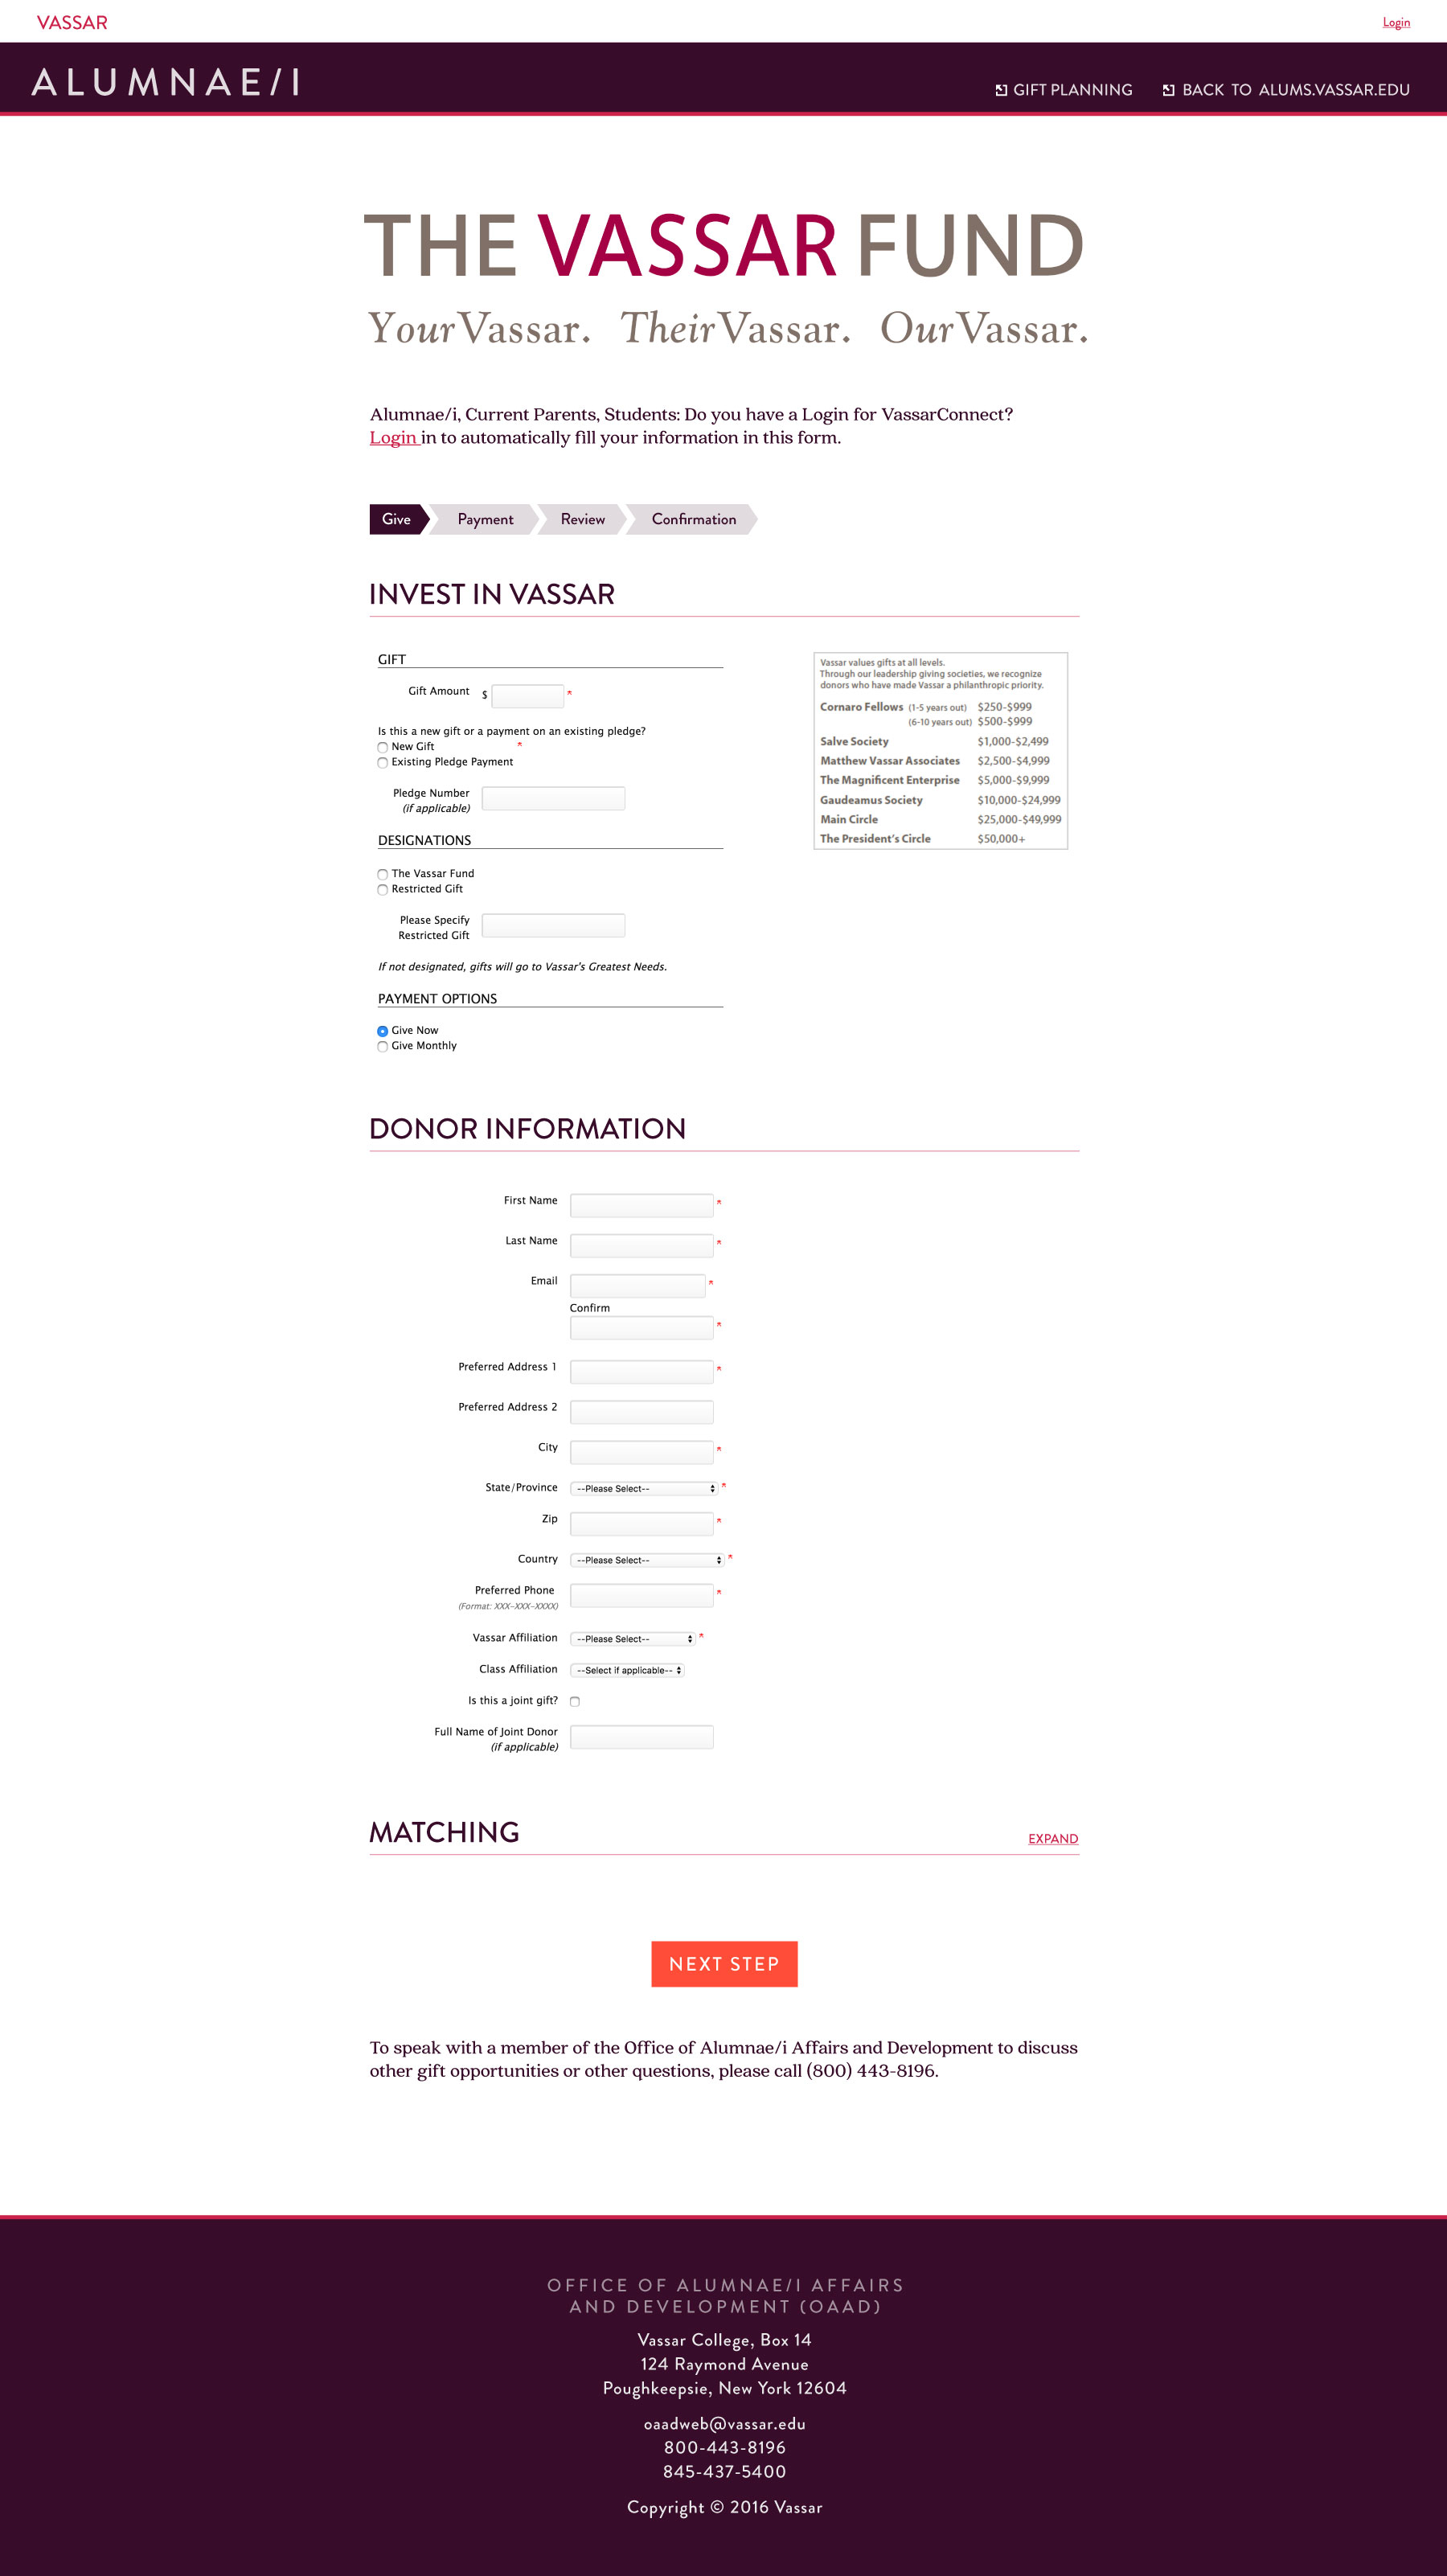 VASSAR
Login
ALUMNAE/I
GIFT PLANNING
BACK TO ALUMS.VASSAR.EDU
THE VASSAR FUND
YourVassar. TheirVassar. OurVassar.
Alumnae/i, Current Parents, Students: Do you have a Login for VassarConnect?
Login in to automatically fill your information in this form.
Give
Payment
Review
Confirmation
INVEST IN VASSAR
GIFT
Gift Amount $ *
Is this a new gift or a payment on an existing pledge?
New Gift *
Existing Pledge Payment
Pledge Number
(if applicable)
DESIGNATIONS
The Vassar Fund
Restricted Gift
Please Specify
Restricted Gift
If not designated, gifts will go to Vassar's Greatest Needs.
PAYMENT OPTIONS
Give Now
Give Monthly
Vassar values gifts at all levels.
Through our leadership giving societies, we recognize
donors who have made Vassar a philanthropic priority.
Cornaro Fellows (1-5 years out) $250-$999
(6-10 years out) $500-$999
Salve Society $1,000-$2,499
Matthew Vassar Associates $2,500-$4,999
The Magnificent Enterprise $5,000-$9,999
Gaudeamus Society $10,000-$24,999
Main Circle $25,000-$49,999
The President's Circle $50,000+
DONOR INFORMATION
First Name *
Last Name *
Email *
Confirm
*
Preferred Address 1 *
Preferred Address 2
City *
State/Province --Please Select-- *
Zip *
Country --Please Select-- *
Preferred Phone *
(Format: XXX-XXX-XXXX)
Vassar Affiliation --Please Select-- *
Class Affiliation --Select if applicable--
Is this a joint gift?
Full Name of Joint Donor
(if applicable)
MATCHING
EXPAND
NEXT STEP
To speak with a member of the Office of Alumnae/i Affairs and Development to discuss
other gift opportunities or other questions, please call (800) 443-8196.
OFFICE OF ALUMNAE/I AFFAIRS
AND DEVELOPMENT (OAAD)
Vassar College, Box 14
124 Raymond Avenue
Poughkeepsie, New York 12604
oaadweb@vassar.edu
800-443-8196
845-437-5400
Copyright © 2016 Vassar